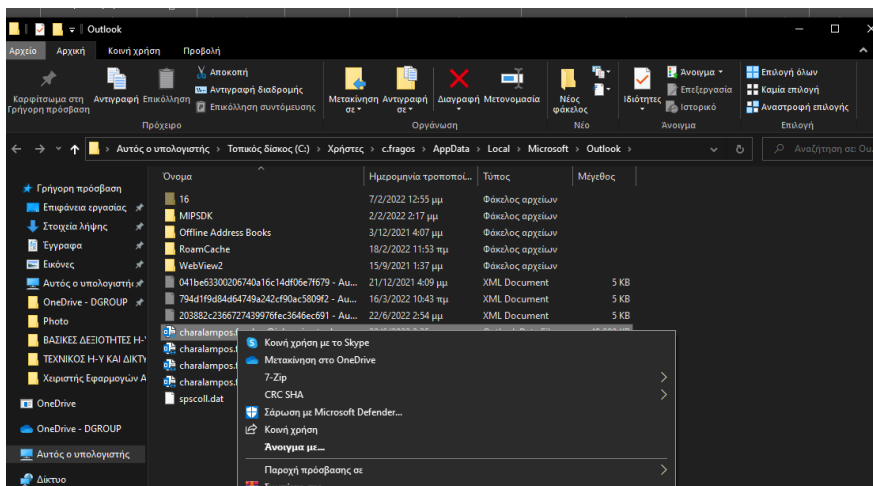 Outlook
Αρχείο Αρχική Κοινή χρήση Προβολή
Καρφίτσωμα στη Γρήγορη πρόσβαση
Αντιγραφή Επικόλληση
Αποκοπή
Αντιγραφή διαδρομής
Επικόλληση συντόμευσης
Μετακίνηση σε
Αντιγραφή σε
Διαγραφή Μετονομασία
Νέος φάκελος
Ιδιότητες
Άνοιγμα
Επεξεργασία
Ιστορικό
Επιλογή όλων
Καμία επιλογή
Αναστροφή επιλογής
Πρόχειρο Οργάνωση Νέο Άνοιγμα Επιλογή
Αυτός ο υπολογιστής > Τοπικός δίσκος (C:) > Χρήστες > c.fragos > AppData > Local > Microsoft > Outlook >
Αναζήτηση σε: Ou...
Όνομα Ημερομηνία τροποποί... Τύπος Μέγεθος
Γρήγορη πρόσβαση
Επιφάνεια εργασίας
Στοιχεία λήψης
Έγγραφα
Εικόνες
Αυτός ο υπολογιστή
OneDrive - DGROUP
Photo
ΒΑΣΙΚΕΣ ΔΕΞΙΟΤΗΤΕΣ Η-Υ
ΤΕΧΝΙΚΟΣ Η-Υ ΚΑΙ ΔΙΚΤΥ
Χειριστής Εφαρμογών Α
OneDrive
OneDrive - DGROUP
Αυτός ο υπολογιστής
Δίκτυο
16 7/2/2022 12:55 μμ Φάκελος αρχείων
MIPSDK 2/2/2022 2:17 μμ Φάκελος αρχείων
Offline Address Books 3/12/2021 4:07 μμ Φάκελος αρχείων
RoamCache 18/2/2022 11:53 πμ Φάκελος αρχείων
WebView2 15/9/2021 1:37 μμ Φάκελος αρχείων
041be63300206740a16c14df06e7f679 - Au... 21/12/2021 4:09 μμ XML Document 5 KB
794d1f9d84d64749a242cf90ac5809f2 - Au... 16/3/2022 10:43 πμ XML Document 5 KB
203882c2366727439976fec3646ec691 - Au... 22/6/2022 2:54 μμ XML Document 5 KB
charalampos.f
charalampos.f
charalampos.f
charalampos.f
spscoll.dat
Κοινή χρήση με το Skype
Μετακίνηση στο OneDrive
7-Zip
CRC SHA
Σάρωση με Microsoft Defender...
Κοινή χρήση
Άνοιγμα με...
Παροχή πρόσβασης σε